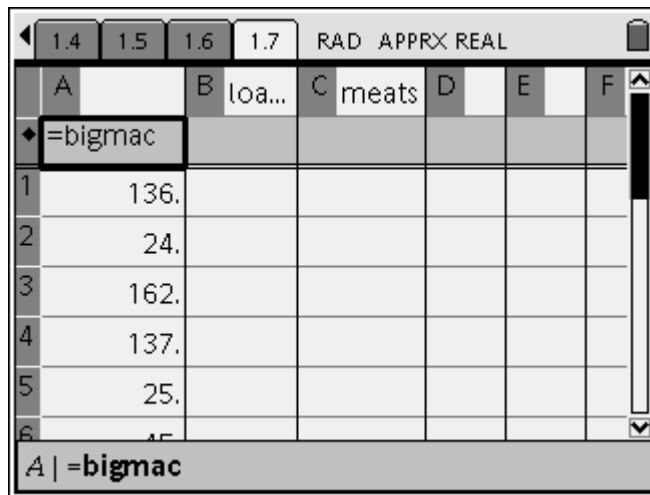 1.4 1.5 1.6 1.7 RAD APPRX REAL
A B loa... C meats D E F
=bigmac
1 136.
2 24.
3 162.
4 137.
5 25.
6
A | =bigmac